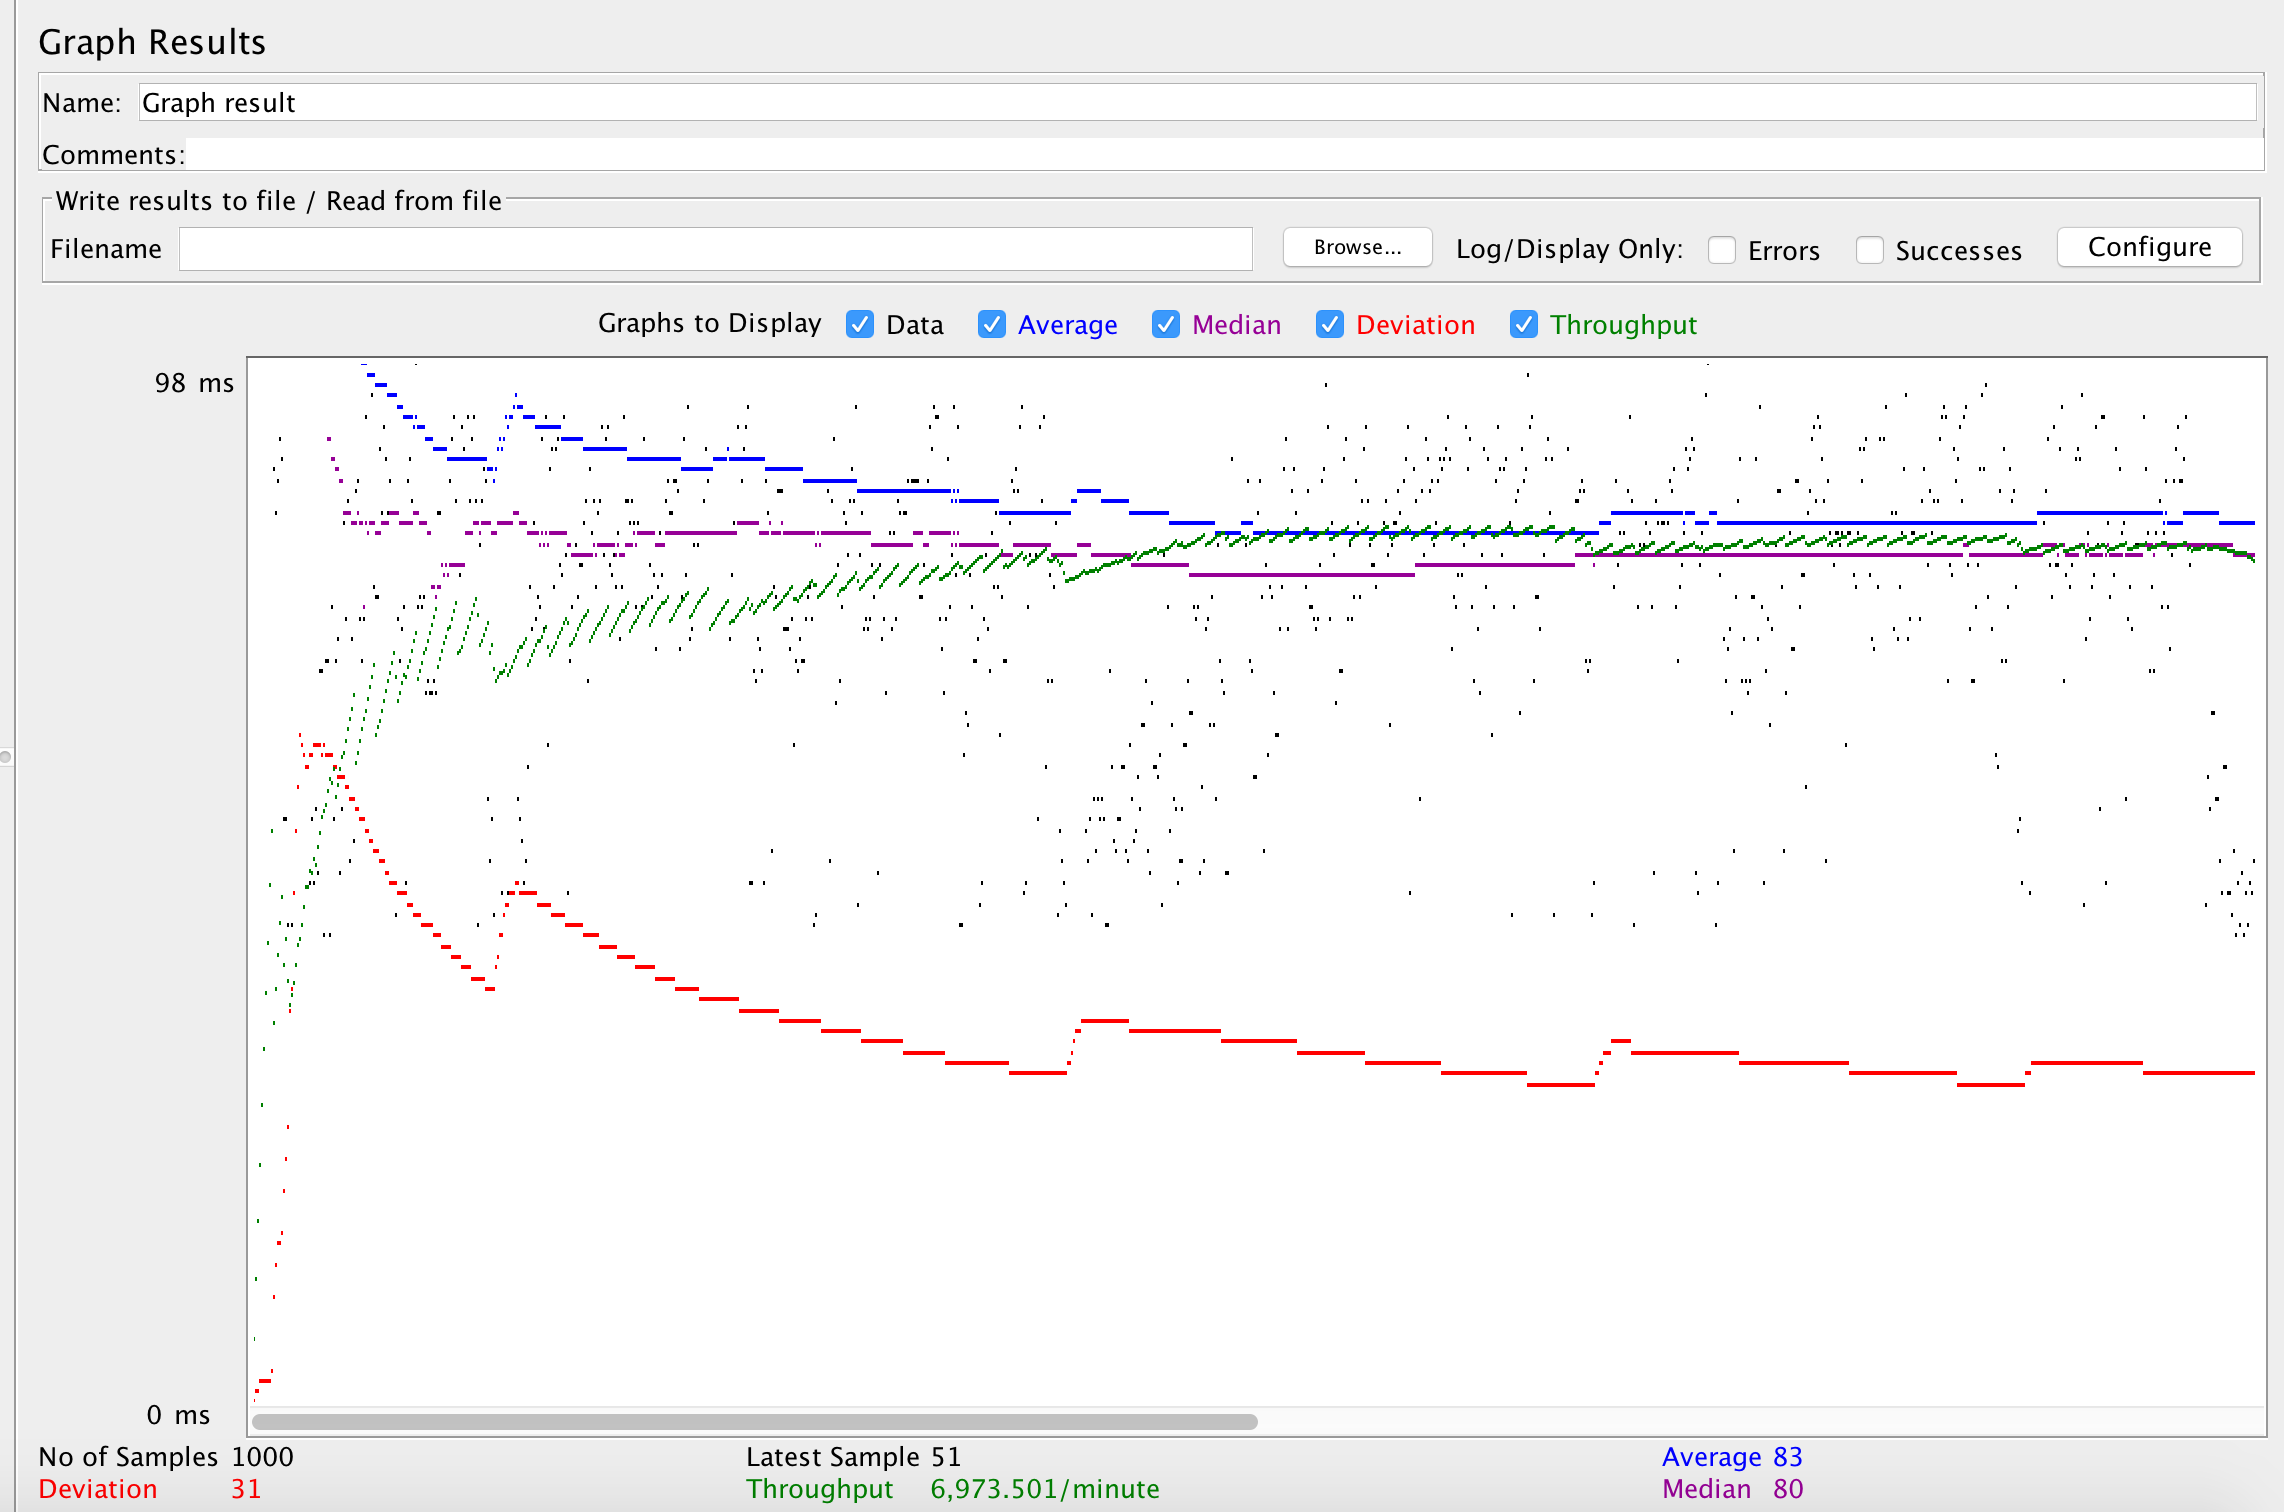 Graph Results
Name: Graph result
Comments:
Write results to file / Read from file
Filename Browse... Log/Display Only: Errors Successes Configure
Graphs to Display Data Average Median Deviation Throughput
98 ms
0 ms
No of Samples 1000 Latest Sample 51 Average 83
Deviation 31 Throughput 6,973.501/minute Median 80